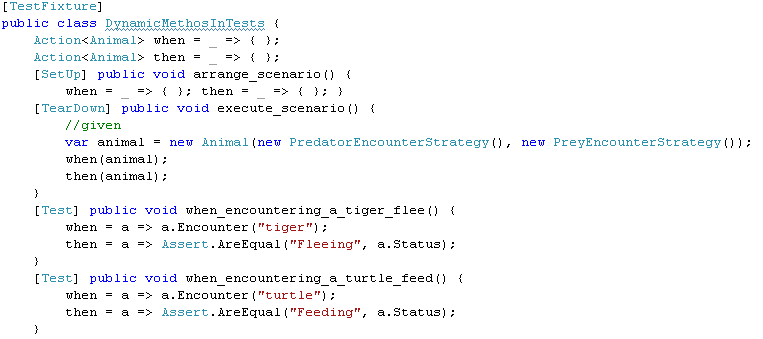 [TestFixture]
public class DynamicMethosInTests {
    Action<Animal> when = _ => { };
    Action<Animal> then = _ => { };
    [SetUp] public void arrange_scenario() {
        when = _ => { }; then = _ => { }; }
    [TearDown] public void execute_scenario() {
        //given
        var animal = new Animal(new PredatorEncounterStrategy(), new PreyEncounterStrategy());
        when(animal);
        then(animal);
    }
    [Test] public void when_encountering_a_tiger_flee() {
        when = a => a.Encounter("tiger");
        then = a => Assert.AreEqual("Fleeing", a.Status);
    }
    [Test] public void when_encountering_a_turtle_feed() {
        when = a => a.Encounter("turtle");
        then = a => Assert.AreEqual("Feeding", a.Status);
    }